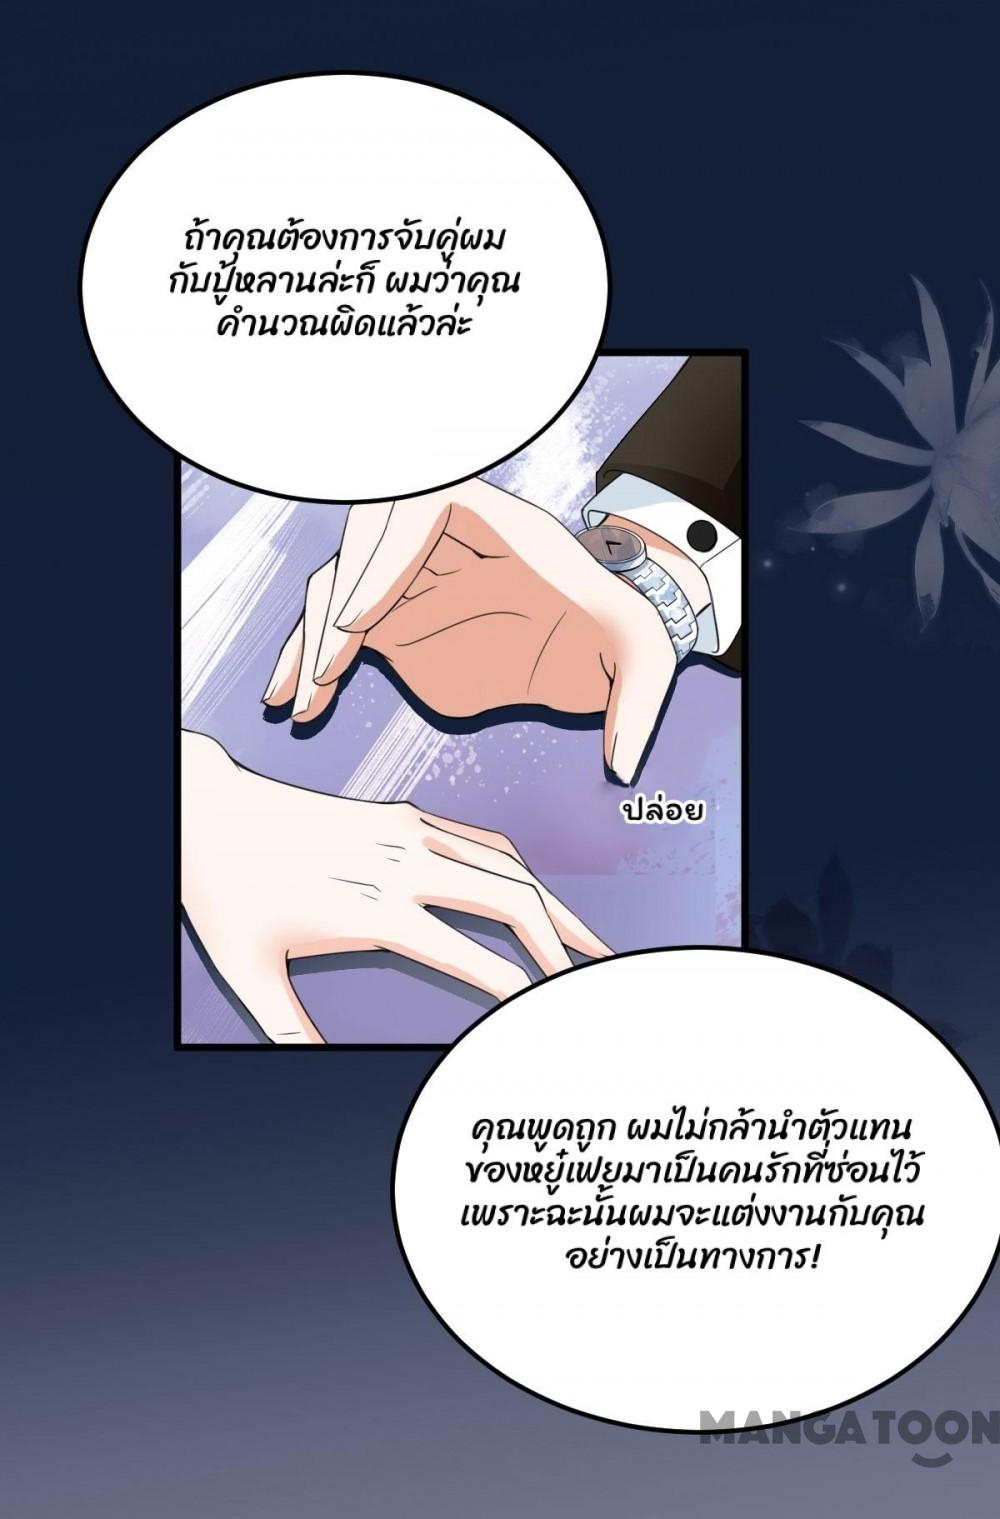 ถ้าคุณต้องการจับคู่ผม
กับปู้หลานล่ะก็ ผมว่าคุณ
คำนวณผิดแล้วล่ะ
ปล่อย
คุณพูดถูก ผมไม่กล้านำตัวแทน
ของหยู๋เฟยมาเป็นคนรักที่ซ่อนไว้
เพราะฉะนั้นผมจะแต่งงานกับคุณ
อย่างเป็นทางการ!
MANGATOON